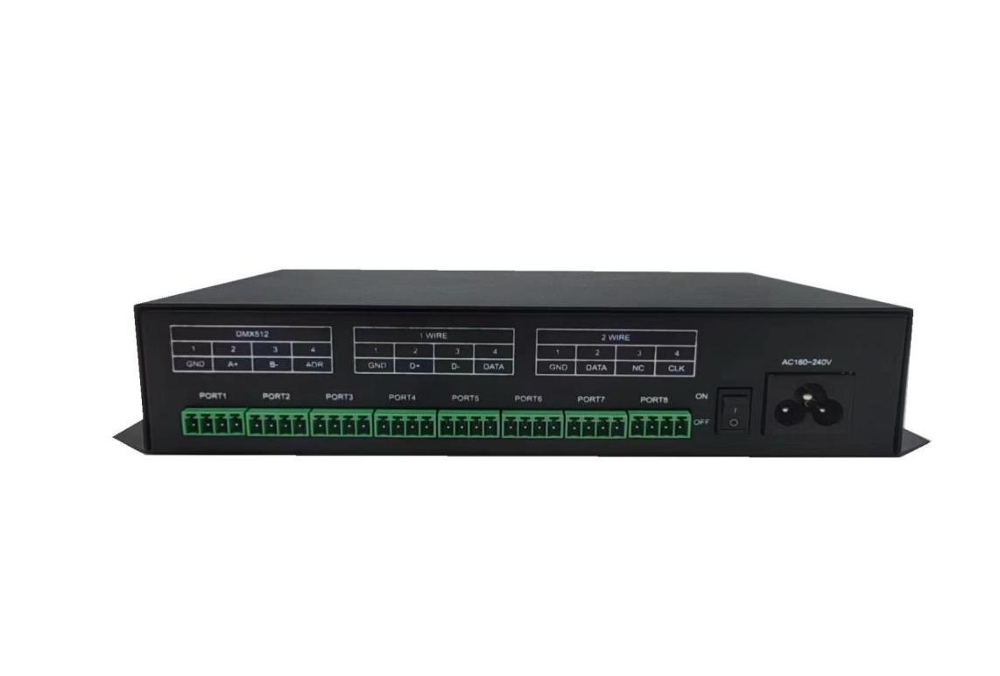 DMX512
1 2 3 4
GND A+ B- ADR
1 WIRE
1 2 3 4
GND D+ D- DATA
2 WIRE
1 2 3 4
GND DATA NC CLK
AC160-240V
PORT1 PORT2 PORT3 PORT4 PORT5 PORT6 PORT7 PORT8
ON
OFF